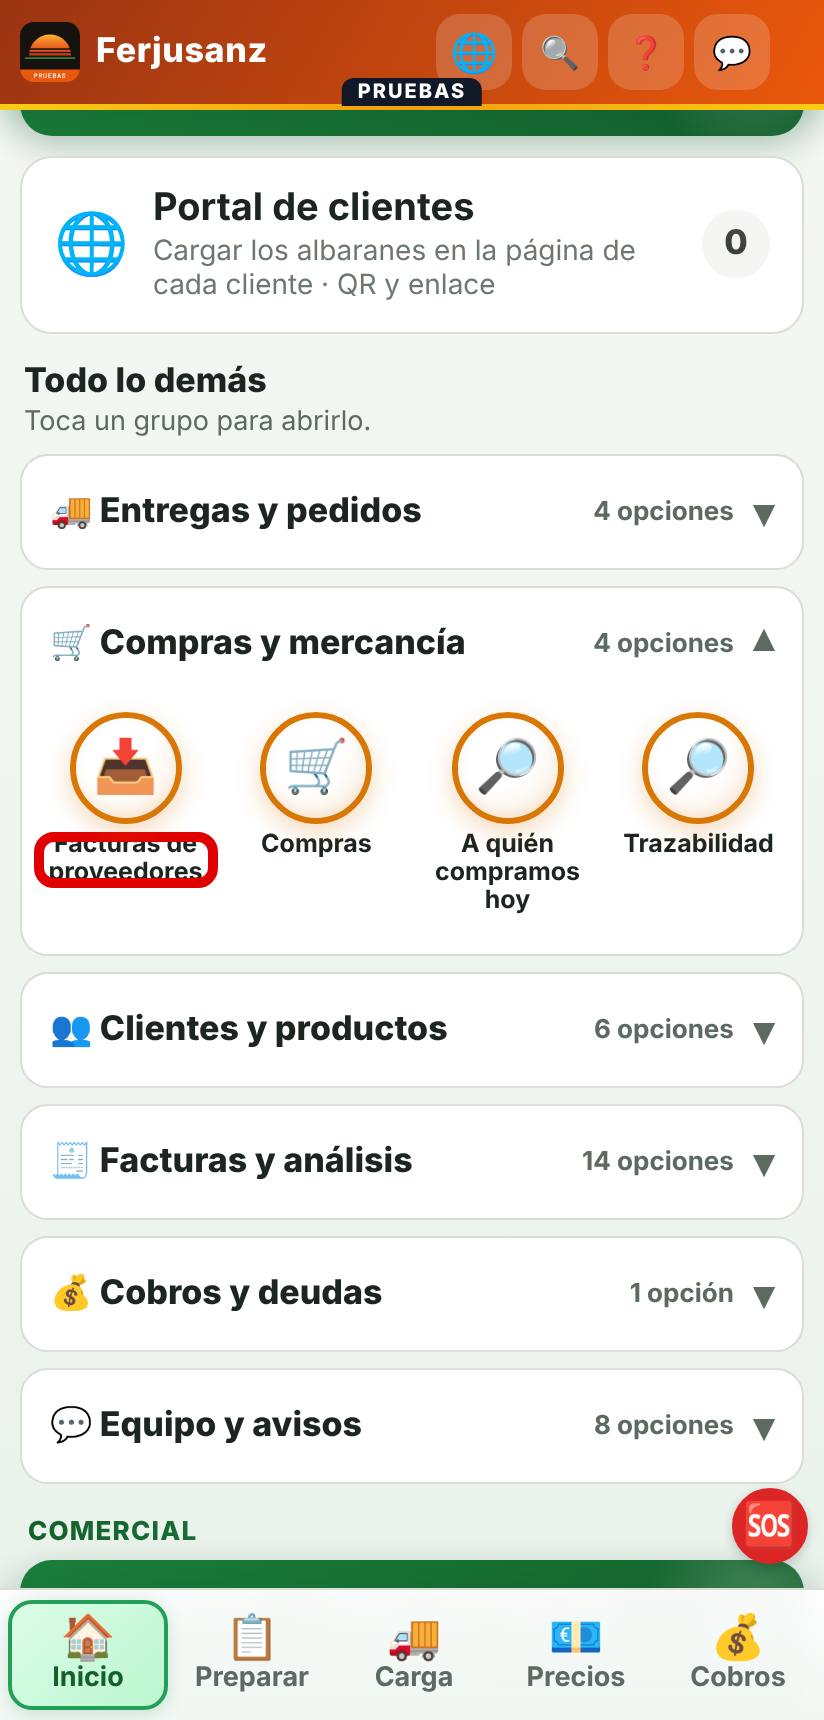 PRUEBAS
Ferjusanz
PRUEBAS
Portal de clientes
Cargar los albaranes en la página de
cada cliente · QR y enlace
0
Todo lo demás
Toca un grupo para abrirlo.
Entregas y pedidos
4 opciones ▼
Compras y mercancía
4 opciones ▲
Facturas de
proveedores
Compras
A quién
compramos
hoy
Trazabilidad
Clientes y productos
6 opciones ▼
Facturas y análisis
14 opciones ▼
Cobros y deudas
1 opción ▼
Equipo y avisos
8 opciones ▼
SOS
COMERCIAL
Inicio
Preparar
Carga
Precios
Cobros